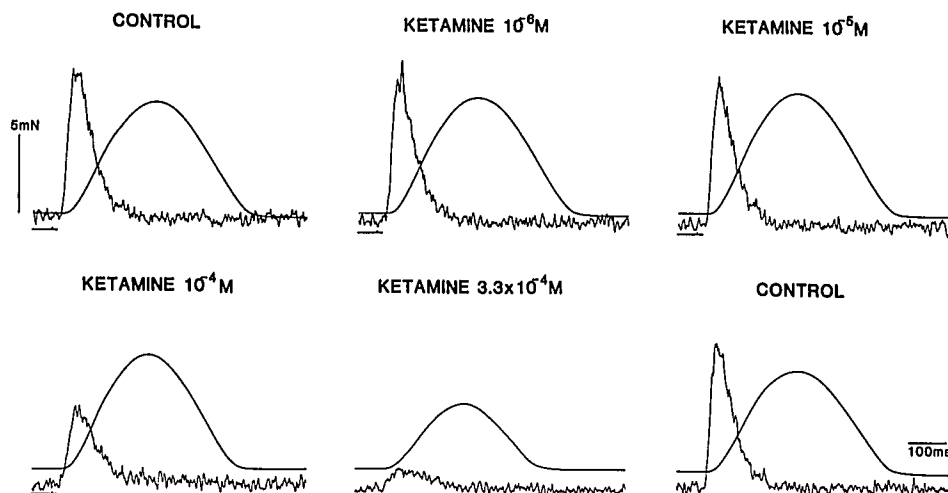 CONTROL
KETAMINE 10⁻⁶M
KETAMINE 10⁻⁵M
5mN
KETAMINE 10⁻⁴M
KETAMINE 3.3x10⁻⁴M
CONTROL
100ms